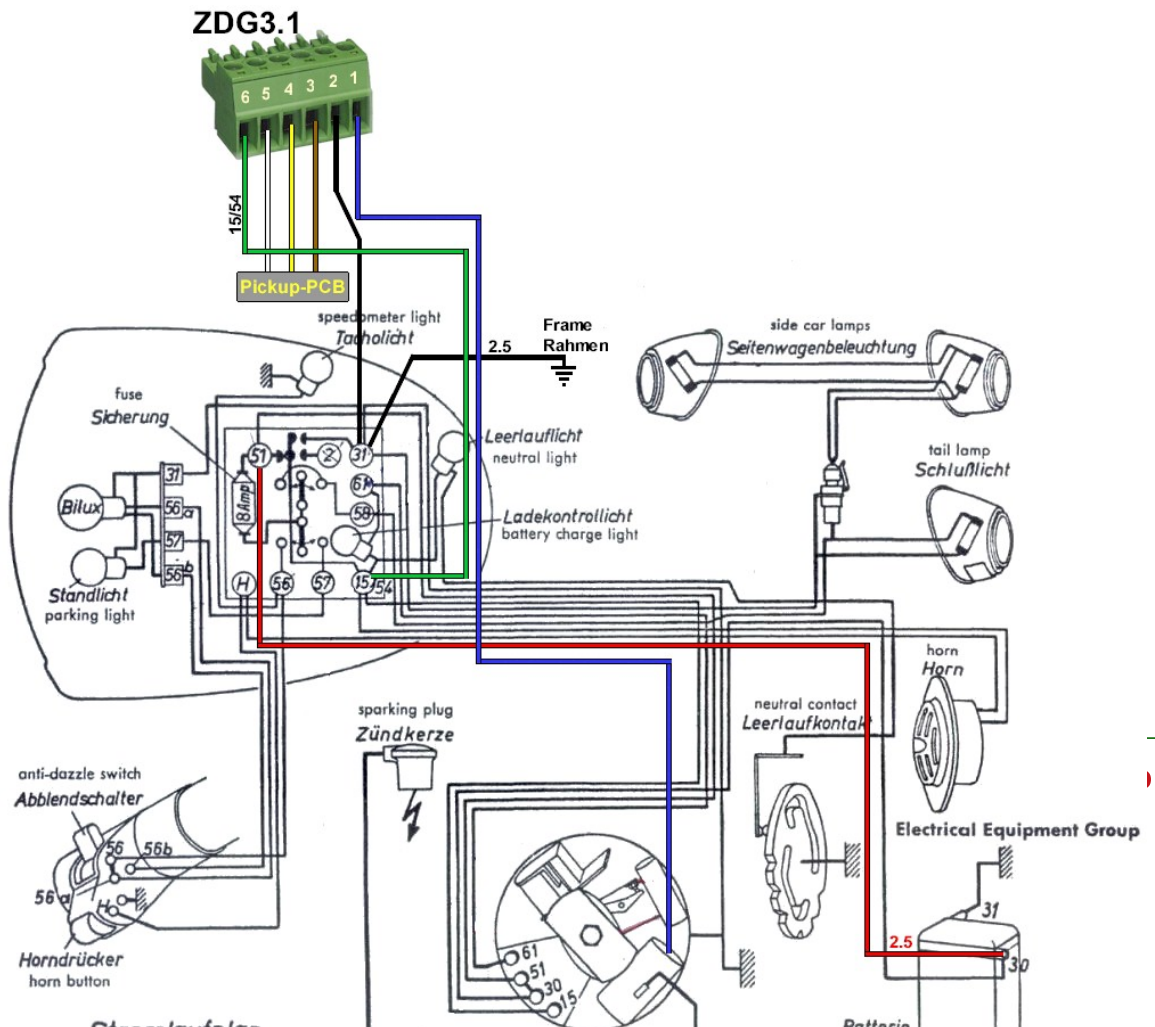 ZDG3.1
6 5 4 3 2 1
15/54
Pickup-PCB
speedometer light
Tacholicht
2.5
Frame
Rahmen
side car lamps
Seitenwagenbeleuchtung
fuse
Sicherung
Leerlauflicht
neutral light
tail lamp
Schlußlicht
51
2
31
61
58
8 Amp
31
56a
57
56b
Bilux
Ladekontrollicht
battery charge light
Standlicht
parking light
H
56
57
15/54
horn
Horn
sparking plug
Zündkerze
neutral contact
Leerlaufkontakt
anti-dazzle switch
Abblendschalter
56
56b
56a
H
Horndrücker
horn button
Electrical Equipment Group
31
2.5
30
61
51
30
15
Batterie